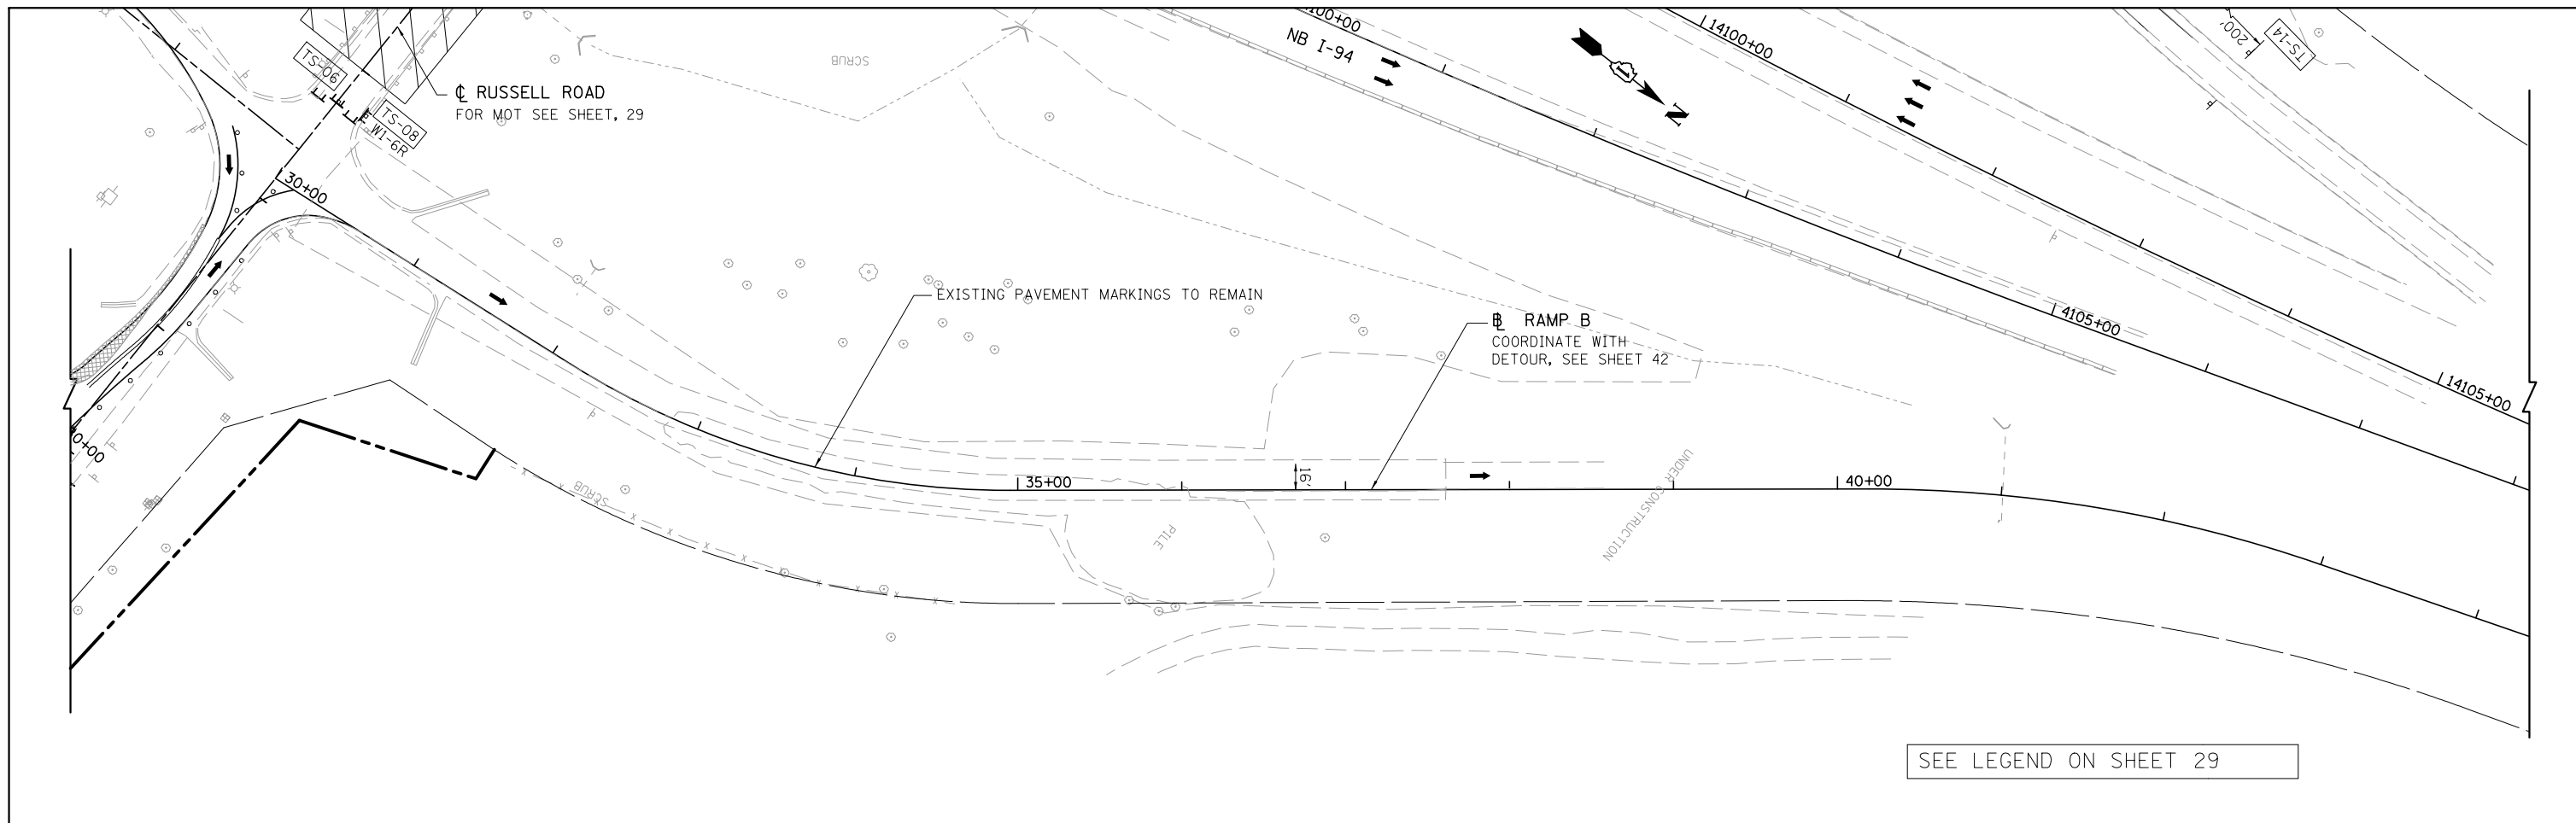 TS-06
℄ RUSSELL ROAD
FOR MOT SEE SHEET, 29
TS-08
W1-6R
30+00
SCRUB
NB I-94
N
14100+00
200'
TS-14
EXISTING PAVEMENT MARKINGS TO REMAIN
RAMP B
COORDINATE WITH
DETOUR, SEE SHEET 42
4105+00
14105+00
SCRUB
35+00
16'
40+00
PILE
UNDER CONSTRUCTION
SEE LEGEND ON SHEET 29